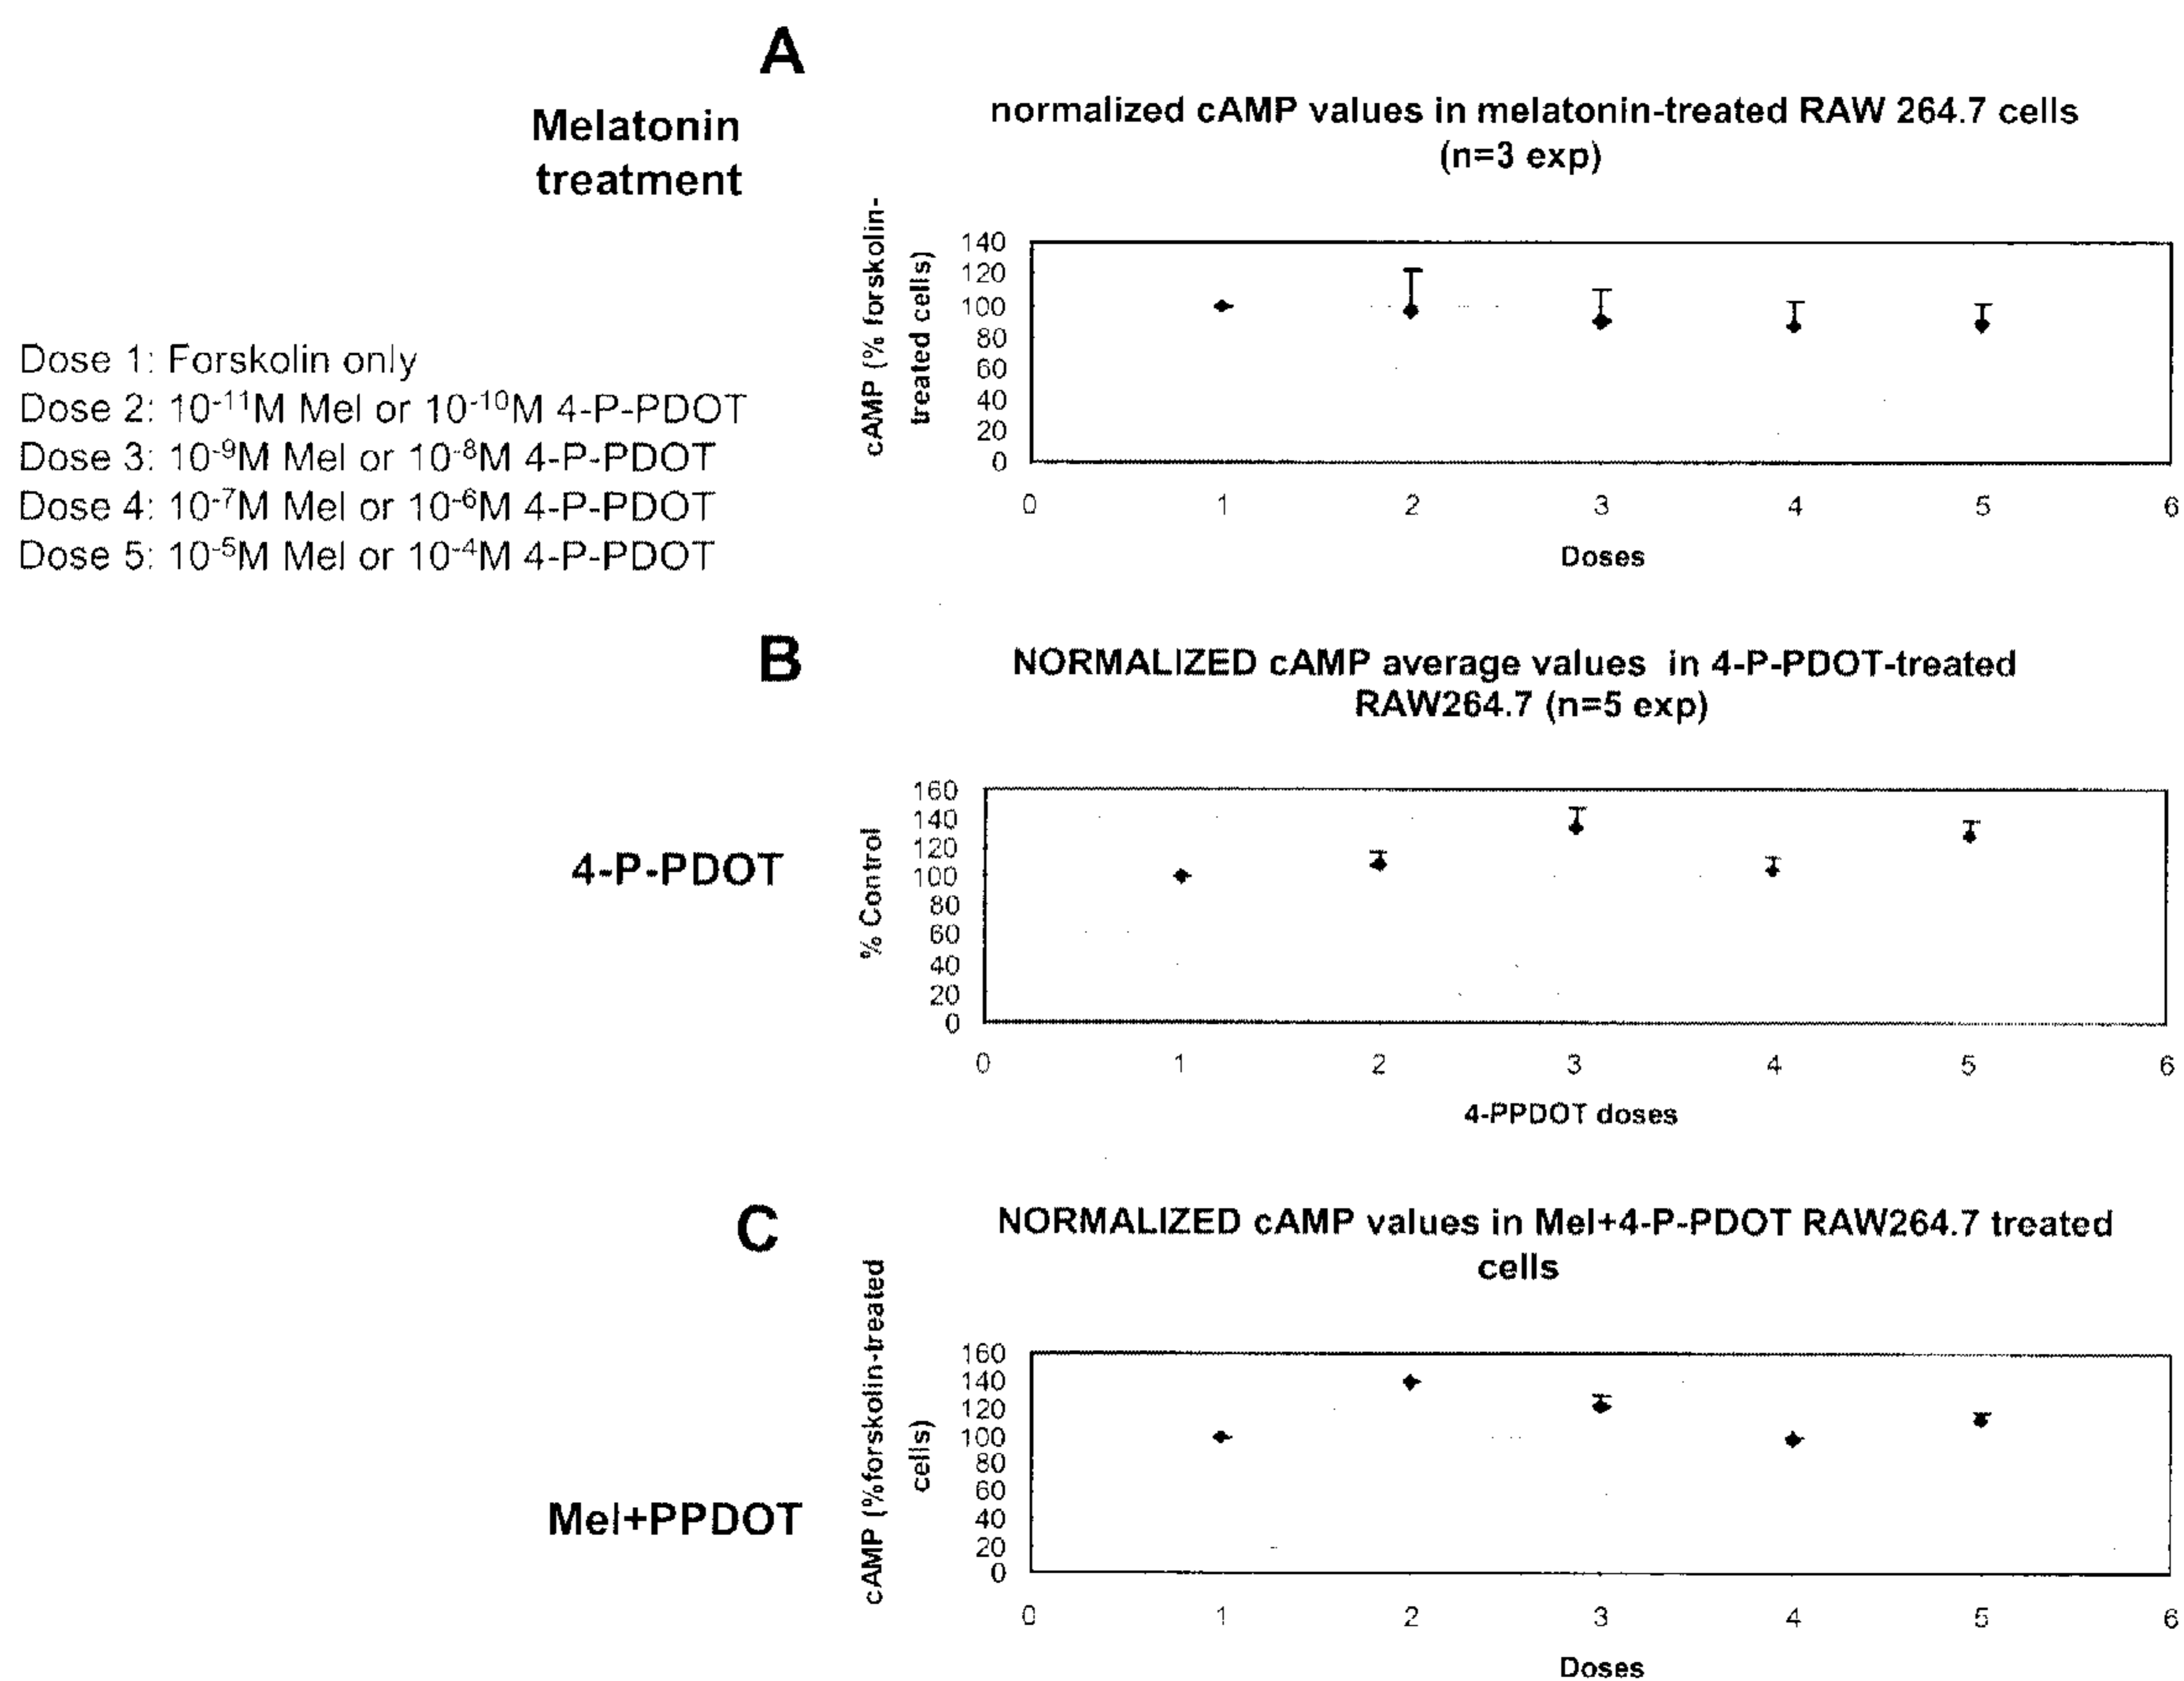 A
Melatonin
treatment
normalized cAMP values in melatonin-treated RAW 264.7 cells
(n=3 exp)
cAMP (% forskolin-
treated cells)
140
120
100
80
60
40
20
0
0 1 2 3 4 5 6
Doses
Dose 1: Forskolin only
Dose 2: 10⁻¹¹M Mel or 10⁻¹⁰M 4-P-PDOT
Dose 3: 10⁻⁹M Mel or 10⁻⁸M 4-P-PDOT
Dose 4: 10⁻⁷M Mel or 10⁻⁶M 4-P-PDOT
Dose 5: 10⁻⁵M Mel or 10⁻⁴M 4-P-PDOT
B
NORMALIZED cAMP average values in 4-P-PDOT-treated
RAW264.7 (n=5 exp)
4-P-PDOT
% Control
160
140
120
100
80
60
40
20
0
0 1 2 3 4 5 6
4-PPDOT doses
C
NORMALIZED cAMP values in Mel+4-P-PDOT RAW264.7 treated
cells
Mel+PPDOT
cAMP (%forskolin-treated
cells)
160
140
120
100
80
60
40
20
0
0 1 2 3 4 5 6
Doses